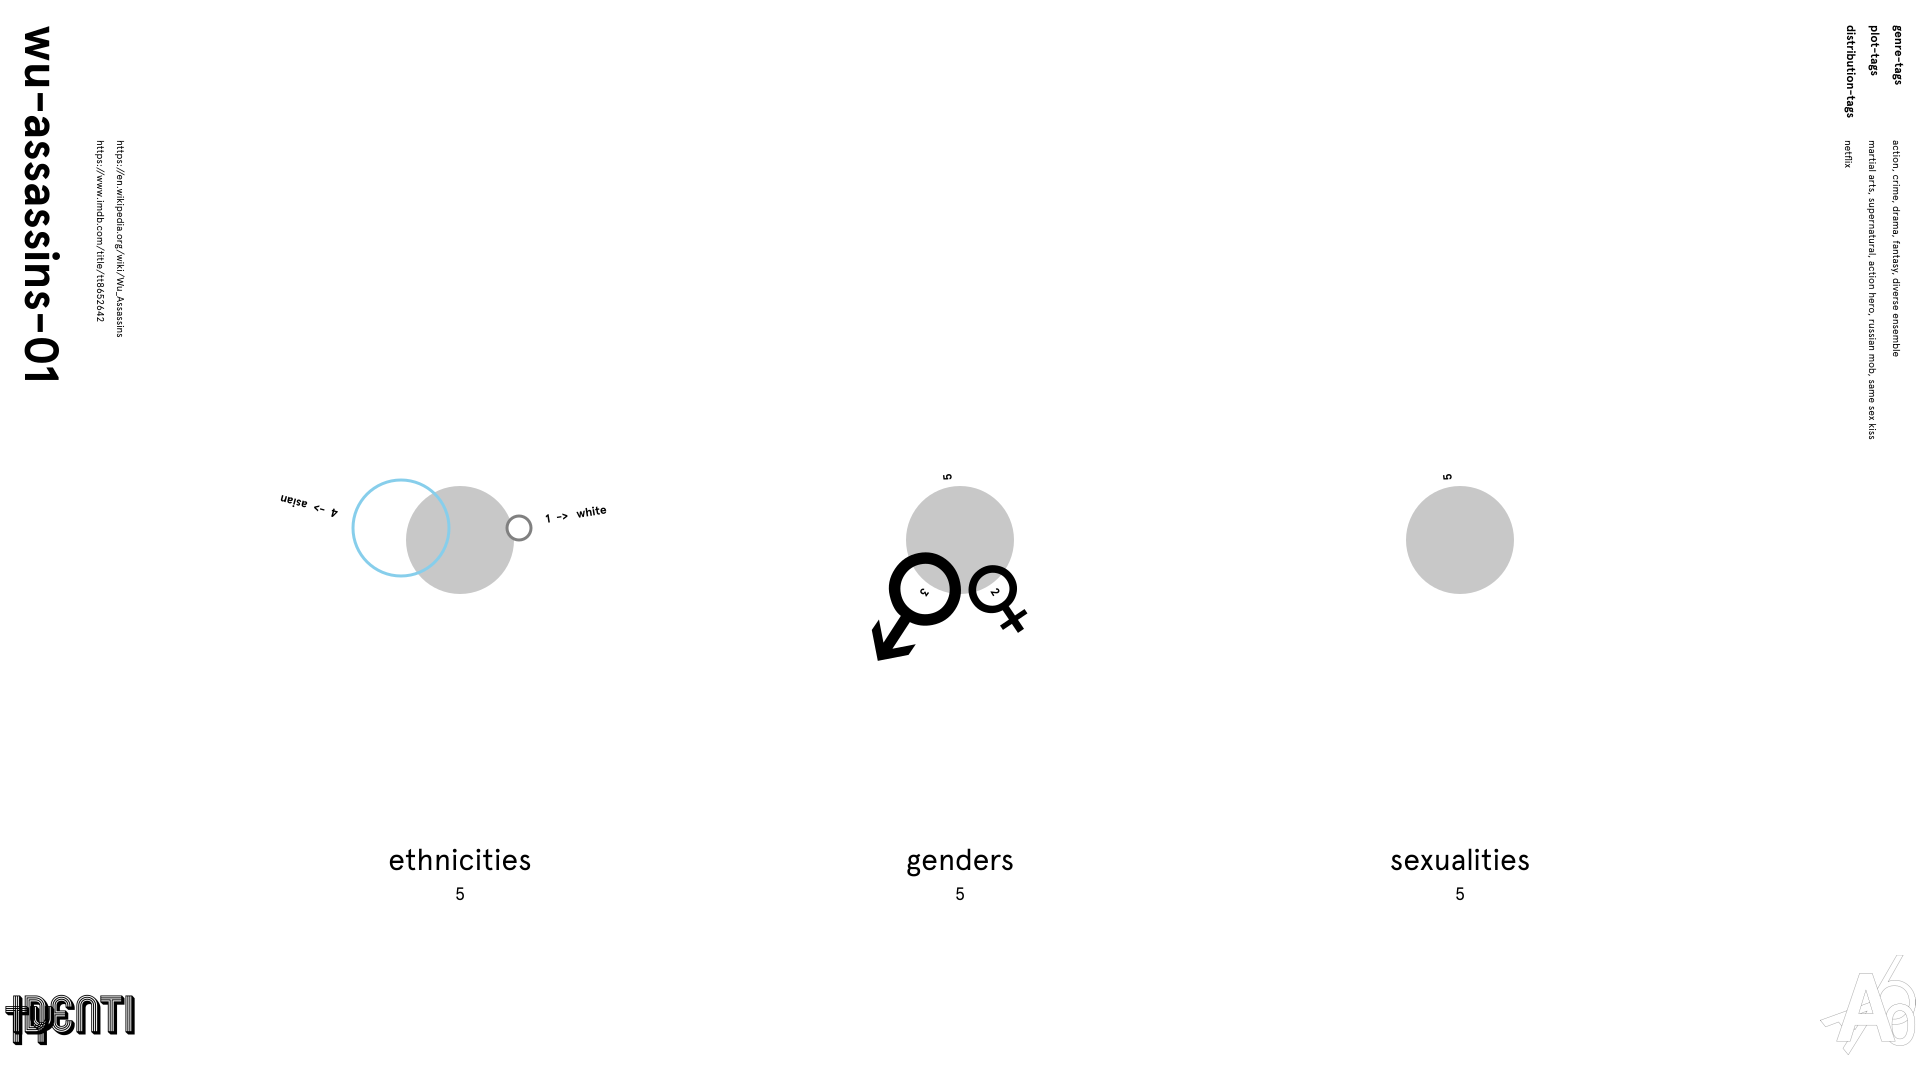 wu-assassins-01
https://en.wikipedia.org/wiki/Wu_Assassins
https://www.imdb.com/title/tt8652642
genre-tags
action, crime, drama, fantasy, diverse ensemble
plot-tags
martial arts, supernatural, action hero, russian mob, same sex kiss
distribution-tags
netflix
4 -> asian
1 -> white
5
3
2
5
ethnicities
5
genders
5
sexualities
5
IDENTI
ty